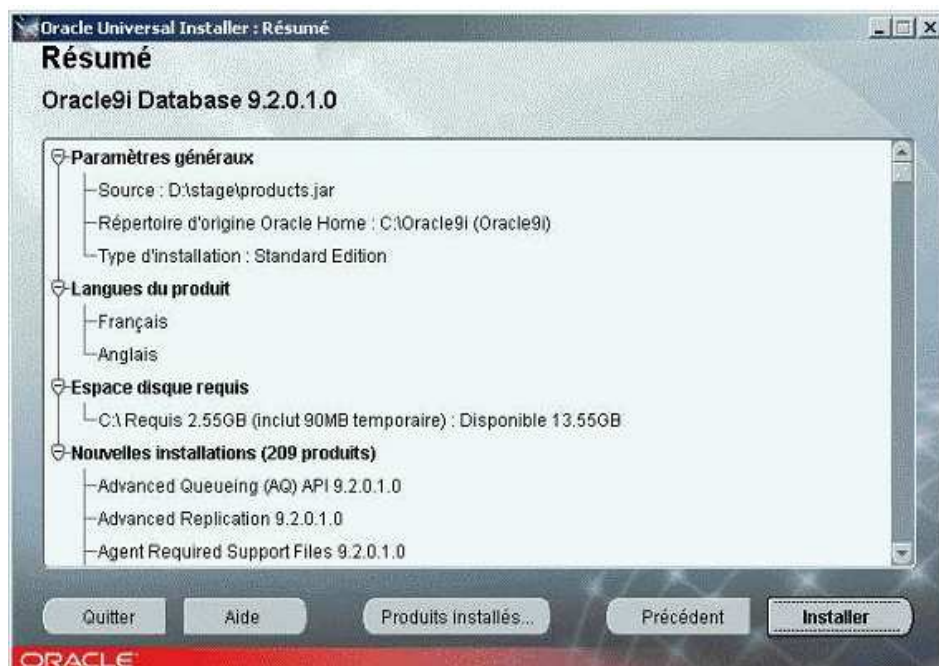 Oracle Universal Installer : Résumé
Résumé
Oracle9i Database 9.2.0.1.0
Paramètres généraux
Source : D:\stage\products.jar
Répertoire d'origine Oracle Home : C:\Oracle9i (Oracle9i)
Type d'installation : Standard Edition
Langues du produit
Français
Anglais
Espace disque requis
C:\ Requis 2.55GB (inclut 90MB temporaire) : Disponible 13.55GB
Nouvelles installations (209 produits)
Advanced Queueing (AQ) API 9.2.0.1.0
Advanced Replication 9.2.0.1.0
Agent Required Support Files 9.2.0.1.0
Quitter
Aide
Produits installés...
Précédent
Installer
ORACLE